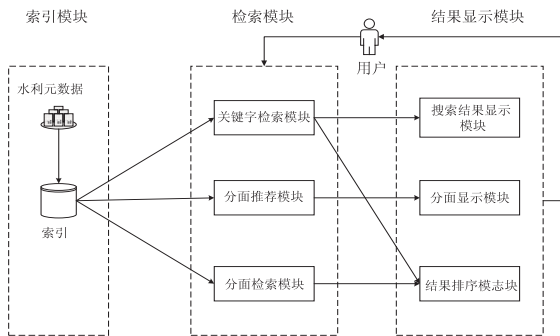 索引模块
检索模块
结果显示模块
用户
水利元数据
索引
关键字检索模块
分面推荐模块
分面检索模块
搜索结果显示
模块
分面显示模块
结果排序模志块